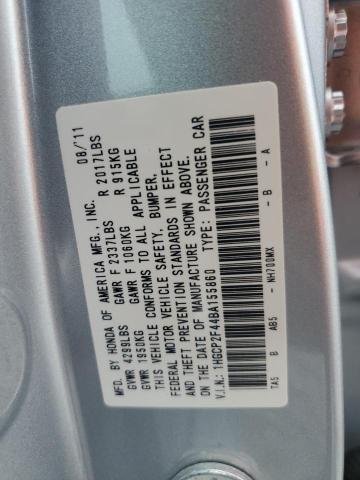 MFD. BY HONDA OF AMERICA MFG., INC. 08/11
GVWR 4299LBS GAWR F 2337LBS R 2017LBS
GVWR 1950KG GAWR F 1060KG R 915KG
THIS VEHICLE CONFORMS TO ALL APPLICABLE
FEDERAL MOTOR VEHICLE SAFETY, BUMPER,
AND THEFT PREVENTION STANDARDS IN EFFECT
ON THE DATE OF MANUFACTURE SHOWN ABOVE.
V.I.N.: 1HGCP2F44BA155860 TYPE: PASSENGER CAR
TA5 B AB5 - NH700MX - B - A